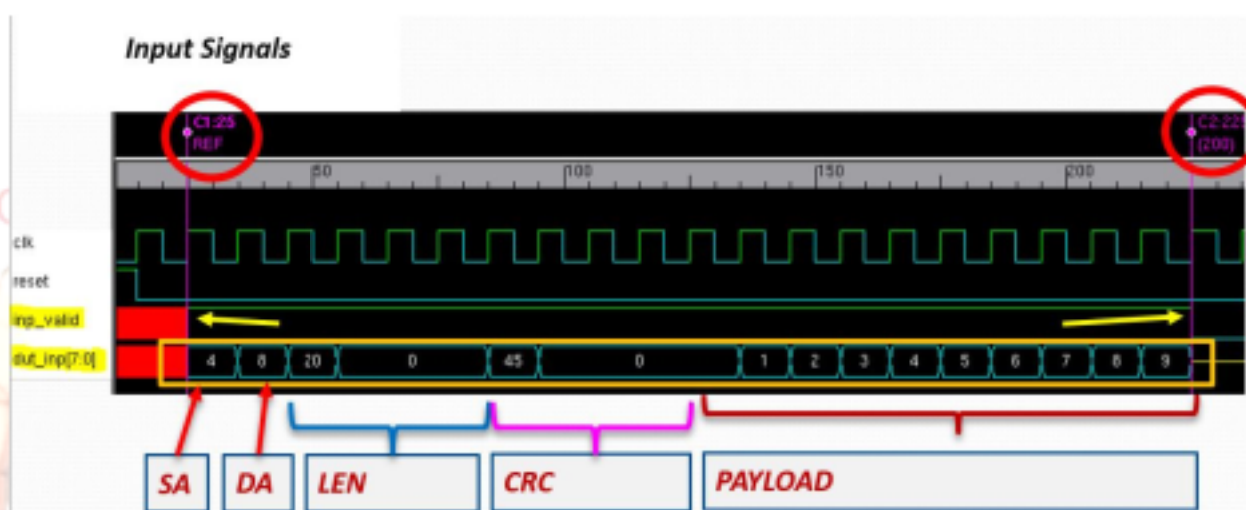 Input Signals
C1:25
REF
C2:225
(200)
50
100
150
200
clk
reset
inp_valid
dut_inp[7:0]
4 8 20 0 45 0 1 2 3 4 5 6 7 8 9
SA DA LEN CRC PAYLOAD